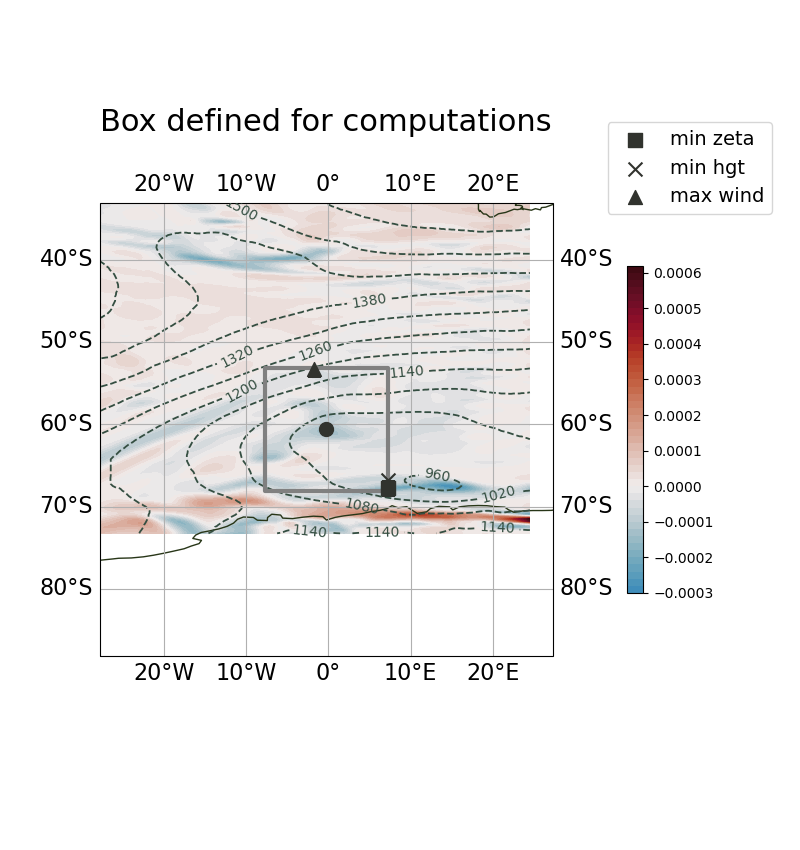 Box defined for computations
min zeta
min hgt
max wind
20°W 10°W 0° 10°E 20°E
1500
40°S 40°S
0.0006
0.0005
1380
50°S 50°S
0.0004
1320 1260
1140
0.0003
1200
60°S 60°S
0.0002
0.0001
960
0.0000
1020
70°S 1080 70°S
−0.0001
1140 1140 1140
−0.0002
80°S 80°S
−0.0003
20°W 10°W 0° 10°E 20°E